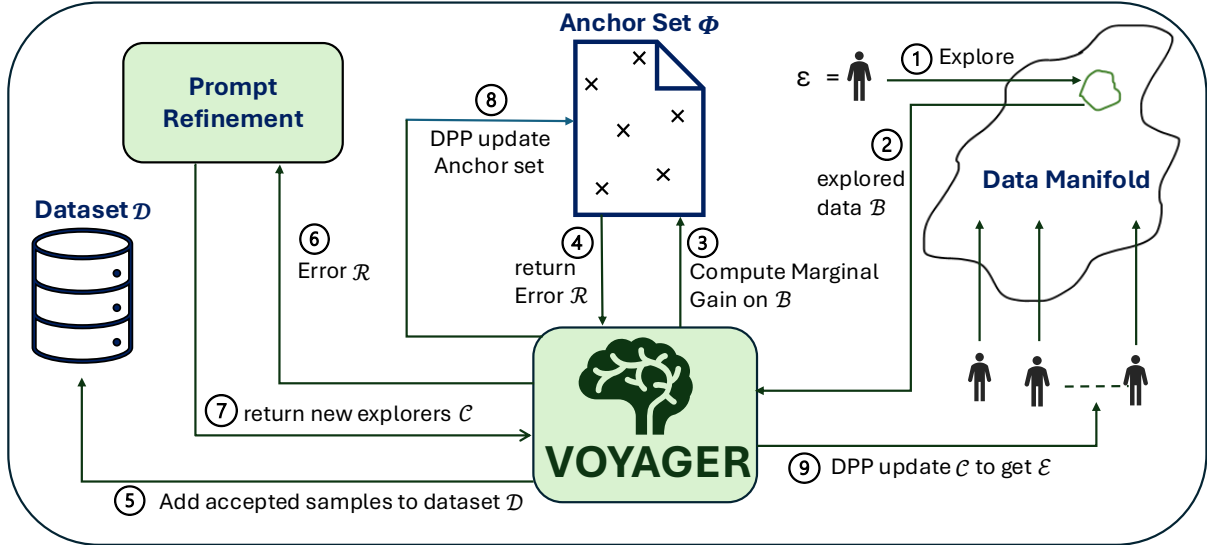 Anchor Set Φ
Prompt
Refinement
ε =
① Explore
⑧
DPP update
Anchor set
②
explored
data ℬ
Data Manifold
Dataset 𝒟
⑥
Error ℛ
④
return
Error ℛ
③
Compute Marginal
Gain on ℬ
⑦ return new explorers 𝒞
VOYAGER
⑨ DPP update 𝒞 to get ℰ
⑤ Add accepted samples to dataset 𝒟